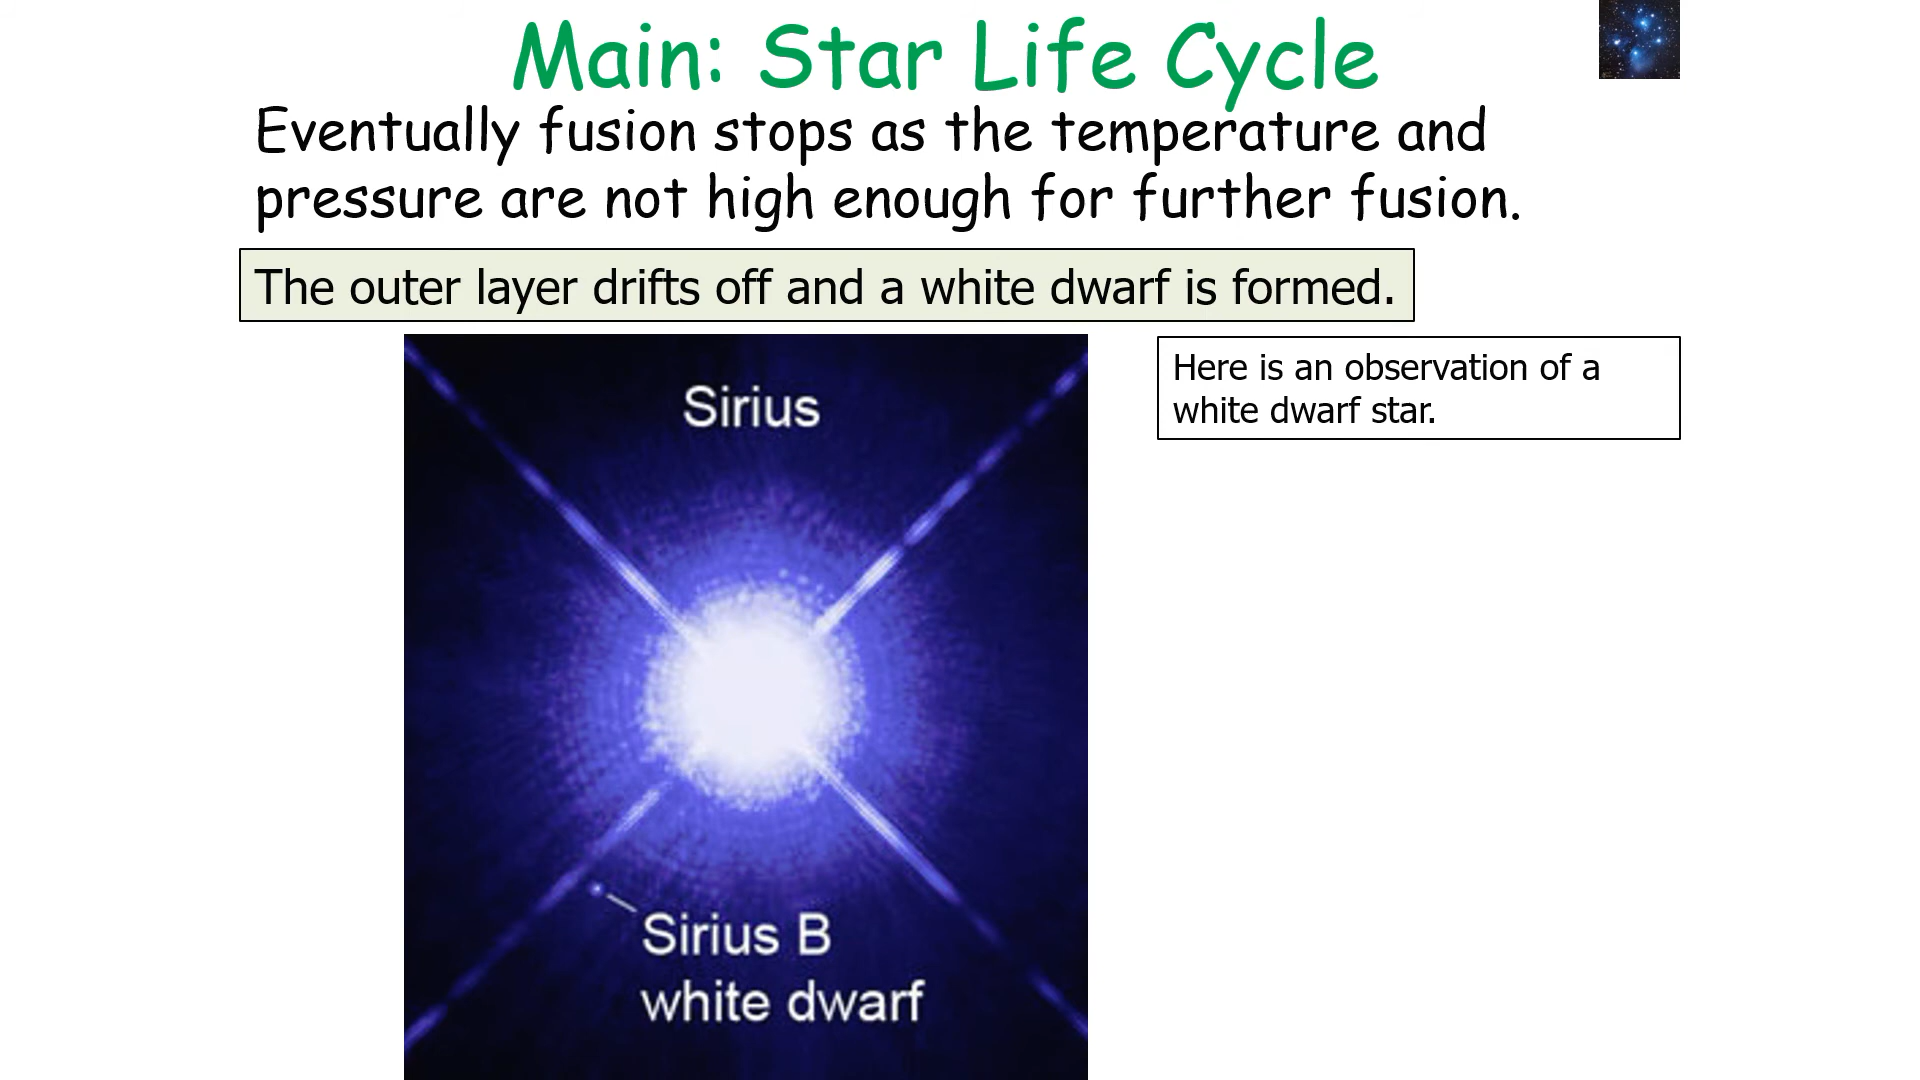 Main: Star Life Cycle
Eventually fusion stops as the temperature and
pressure are not high enough for further fusion.
The outer layer drifts off and a white dwarf is formed.
Here is an observation of a
white dwarf star.
Sirius
Sirius B
white dwarf